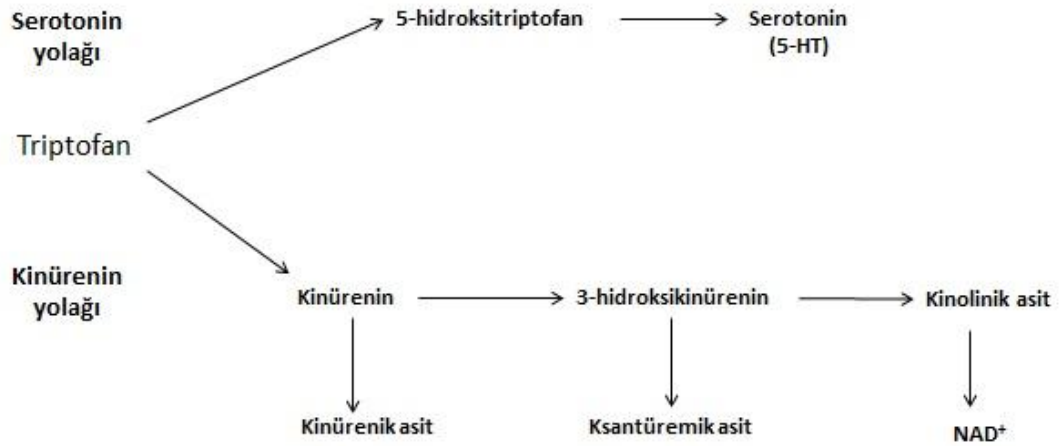 Serotonin
yolağı
5-hidroksitriptofan
Serotonin
(5-HT)
Triptofan
Kinürenin
yolağı
Kinürenin
3-hidroksikinürenin
Kinolinik asit
Kinürenik asit
Ksantüremik asit
NAD⁺